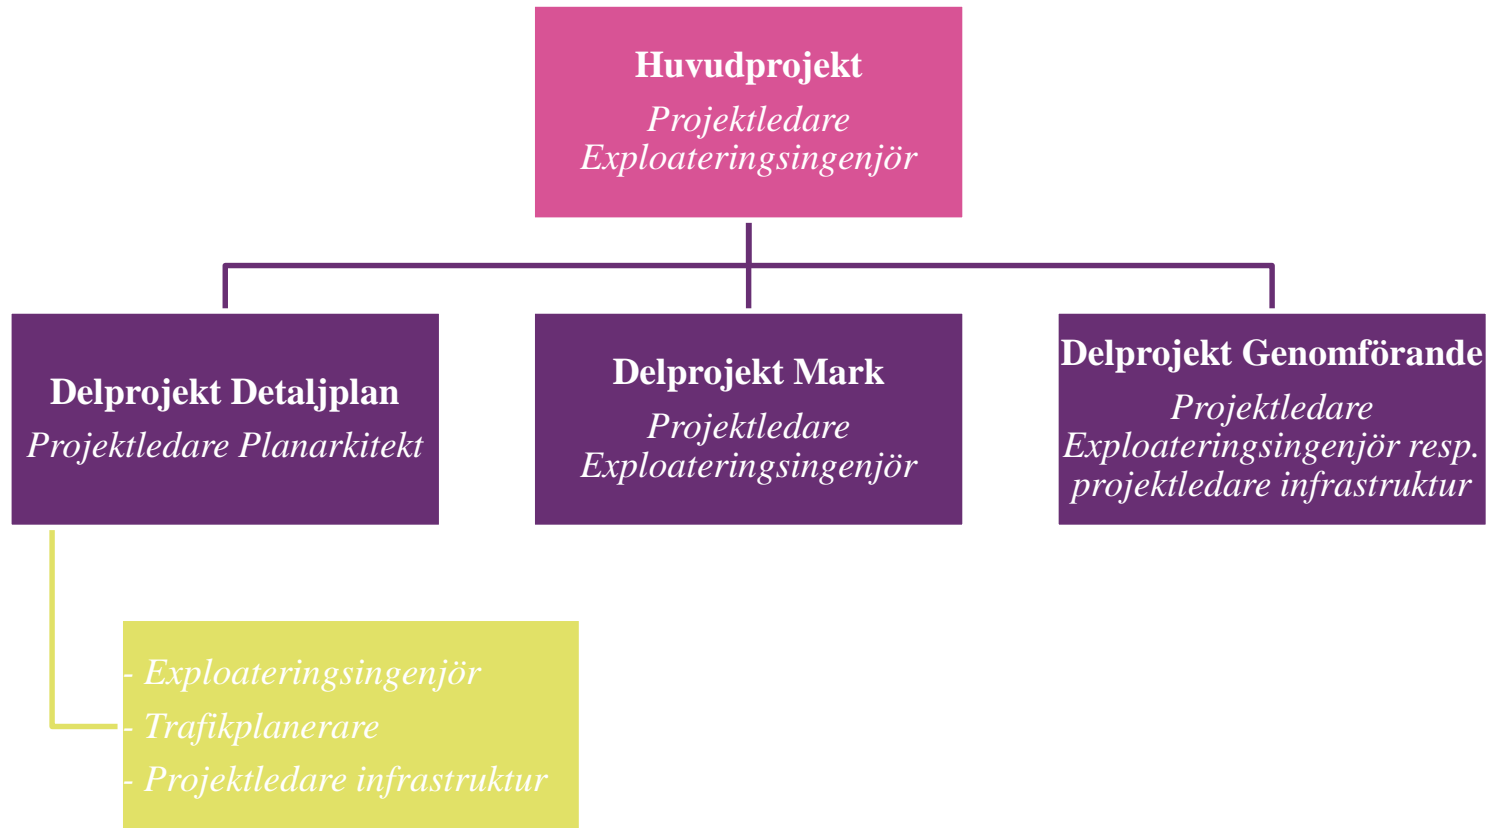 Huvudprojekt
Projektledare
Exploateringsingenjör
Delprojekt Detaljplan
Projektledare Planarkitekt
Delprojekt Mark
Projektledare
Exploateringsingenjör
Delprojekt Genomförande
Projektledare
Exploateringsingenjör resp.
projektledare infrastruktur
- Exploateringsingenjör
- Trafikplanerare
- Projektledare infrastruktur